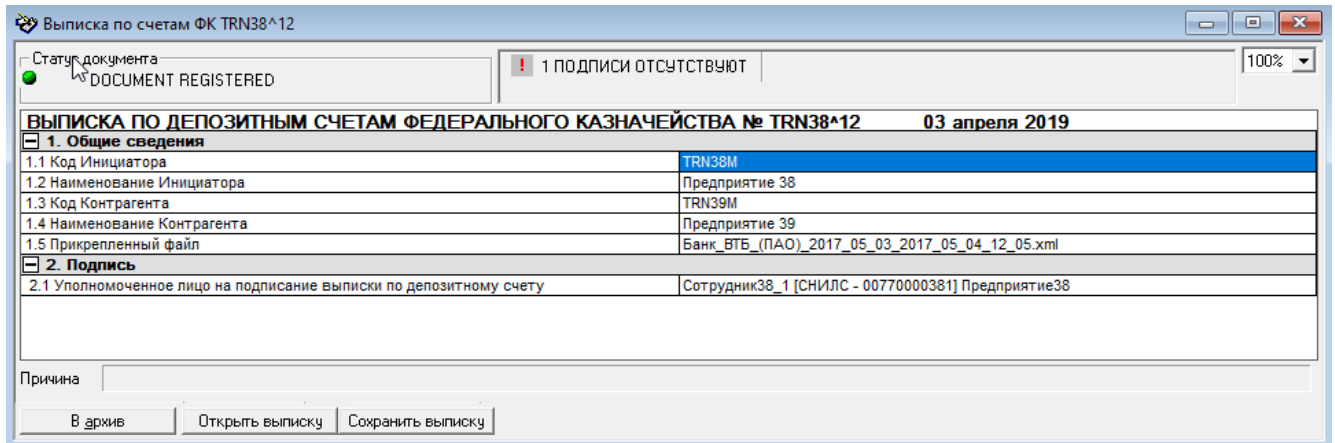 Выписка по счетам ФК TRN38^12
Статус документа
DOCUMENT REGISTERED
! 1 ПОДПИСИ ОТСУТСТВУЮТ
100%
ВЫПИСКА ПО ДЕПОЗИТНЫМ СЧЕТАМ ФЕДЕРАЛЬНОГО КАЗНАЧЕЙСТВА № TRN38^12 03 апреля 2019
1. Общие сведения
1.1 Код Инициатора TRN38M
1.2 Наименование Инициатора Предприятие 38
1.3 Код Контрагента TRN39M
1.4 Наименование Контрагента Предприятие 39
1.5 Прикрепленный файл Банк_ВТБ_(ПАО)_2017_05_03_2017_05_04_12_05.xml
2. Подпись
2.1 Уполномоченное лицо на подписание выписки по депозитному счету Сотрудник38_1 [СНИЛС - 00770000381] Предприятие38
Причина
В архив Открыть выписку Сохранить выписку